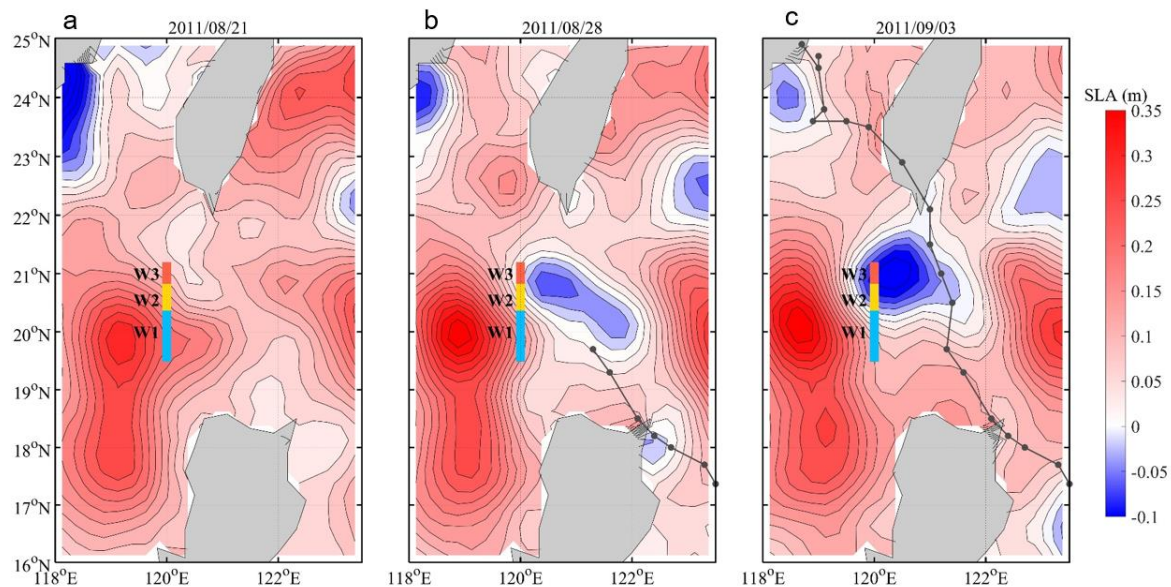 a
b
c
2011/08/21
2011/08/28
2011/09/03
25°N
24°N
23°N
22°N
21°N
20°N
19°N
18°N
17°N
16°N
W3
W2
W1
W3
W2
W1
W3
W2
W1
118°E
120°E
122°E
118°E
120°E
122°E
118°E
120°E
122°E
SLA (m)
0.35
0.3
0.25
0.2
0.15
0.1
0.05
0
-0.05
-0.1